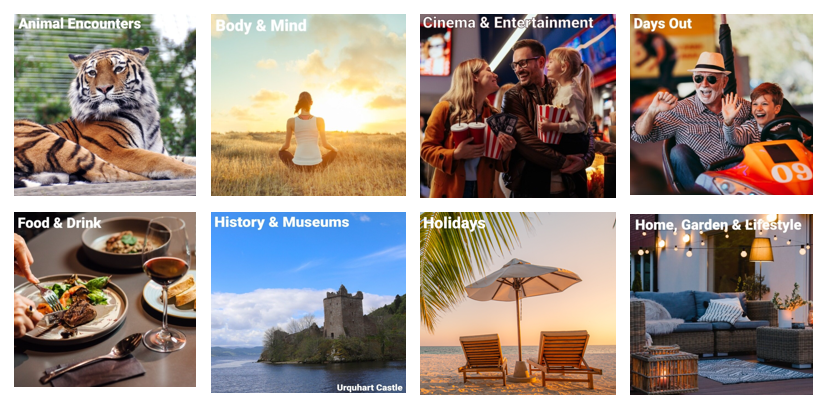 Animal Encounters
Body & Mind
Cinema & Entertainment
Days Out
09
Food & Drink
History & Museums
Urquhart Castle
Holidays
Home, Garden & Lifestyle